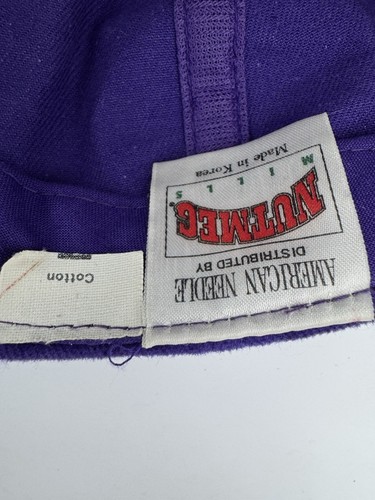 AMERICAN NEEDLE
DISTRIBUTED BY
NUTMEG
MILLS
Made in Korea
Cotton